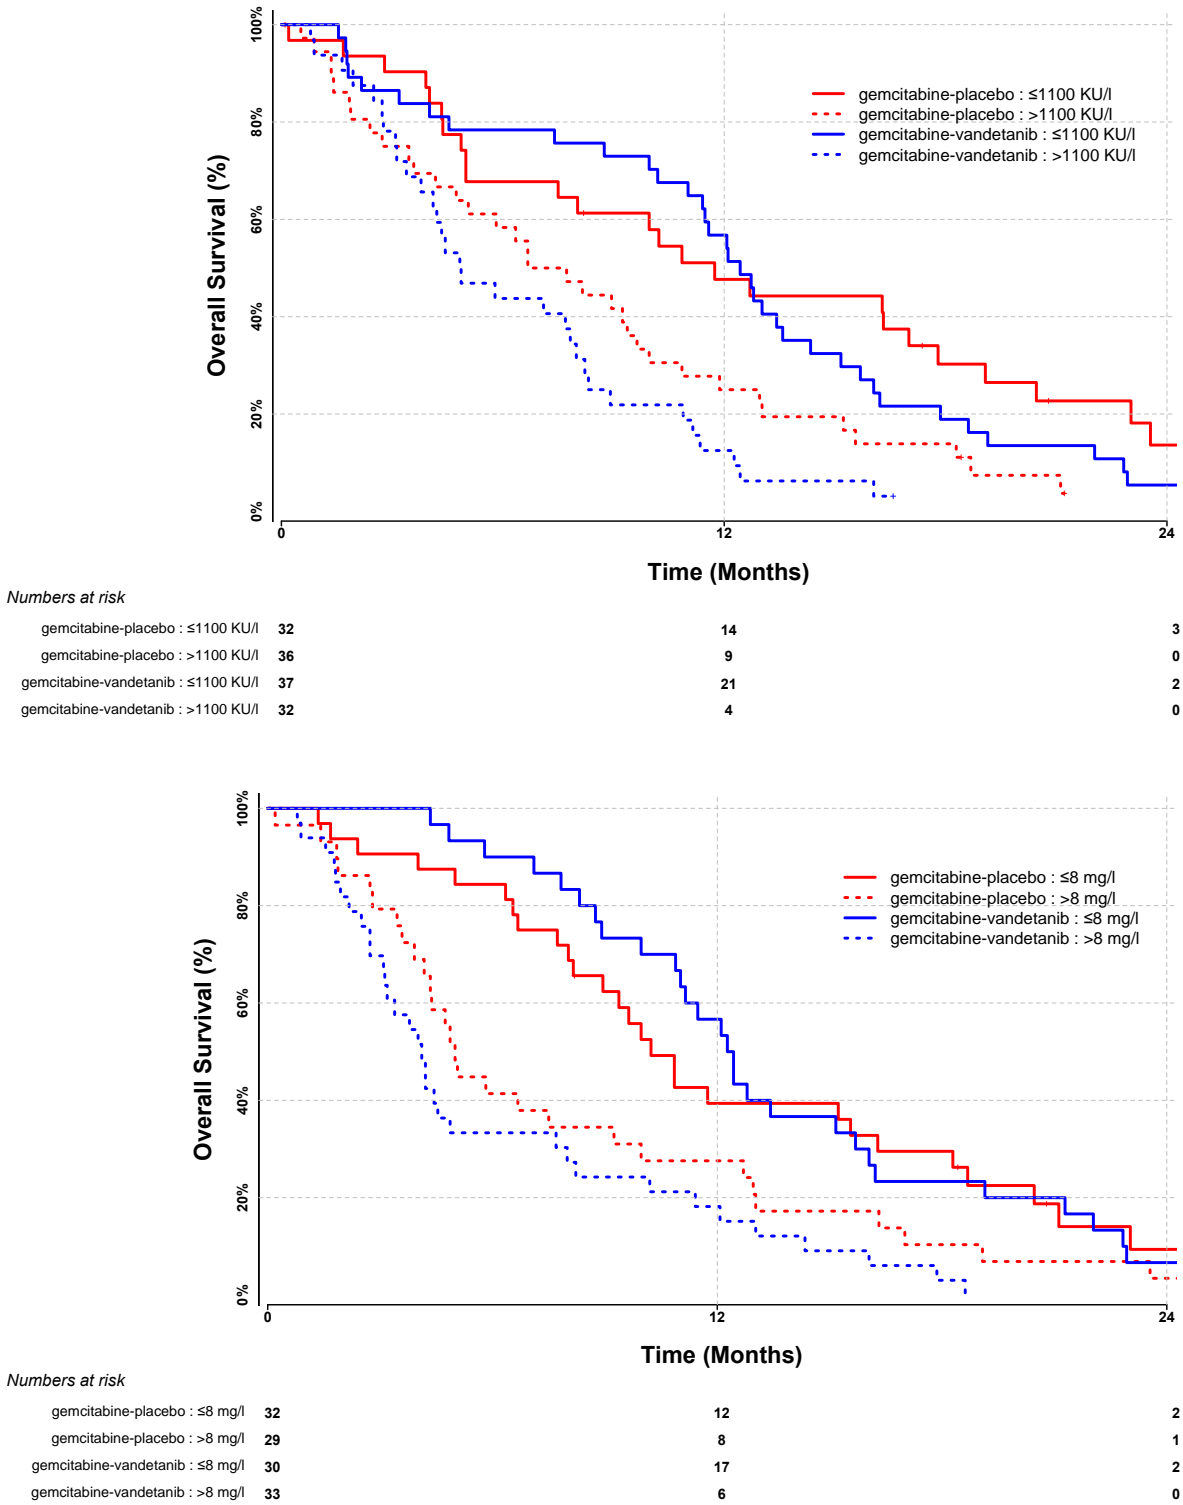 100%
80%
60%
40%
20%
0%
Overall Survival (%)
gemcitabine-placebo : ≤1100 KU/l
gemcitabine-placebo : >1100 KU/l
gemcitabine-vandetanib : ≤1100 KU/l
gemcitabine-vandetanib : >1100 KU/l
0 12 24
Time (Months)
Numbers at risk
gemcitabine-placebo : ≤1100 KU/l 32 14 3
gemcitabine-placebo : >1100 KU/l 36 9 0
gemcitabine-vandetanib : ≤1100 KU/l 37 21 2
gemcitabine-vandetanib : >1100 KU/l 32 4 0
100%
80%
60%
40%
20%
0%
Overall Survival (%)
gemcitabine-placebo : ≤8 mg/l
gemcitabine-placebo : >8 mg/l
gemcitabine-vandetanib : ≤8 mg/l
gemcitabine-vandetanib : >8 mg/l
0 12 24
Time (Months)
Numbers at risk
gemcitabine-placebo : ≤8 mg/l 32 12 2
gemcitabine-placebo : >8 mg/l 29 8 1
gemcitabine-vandetanib : ≤8 mg/l 30 17 2
gemcitabine-vandetanib : >8 mg/l 33 6 0